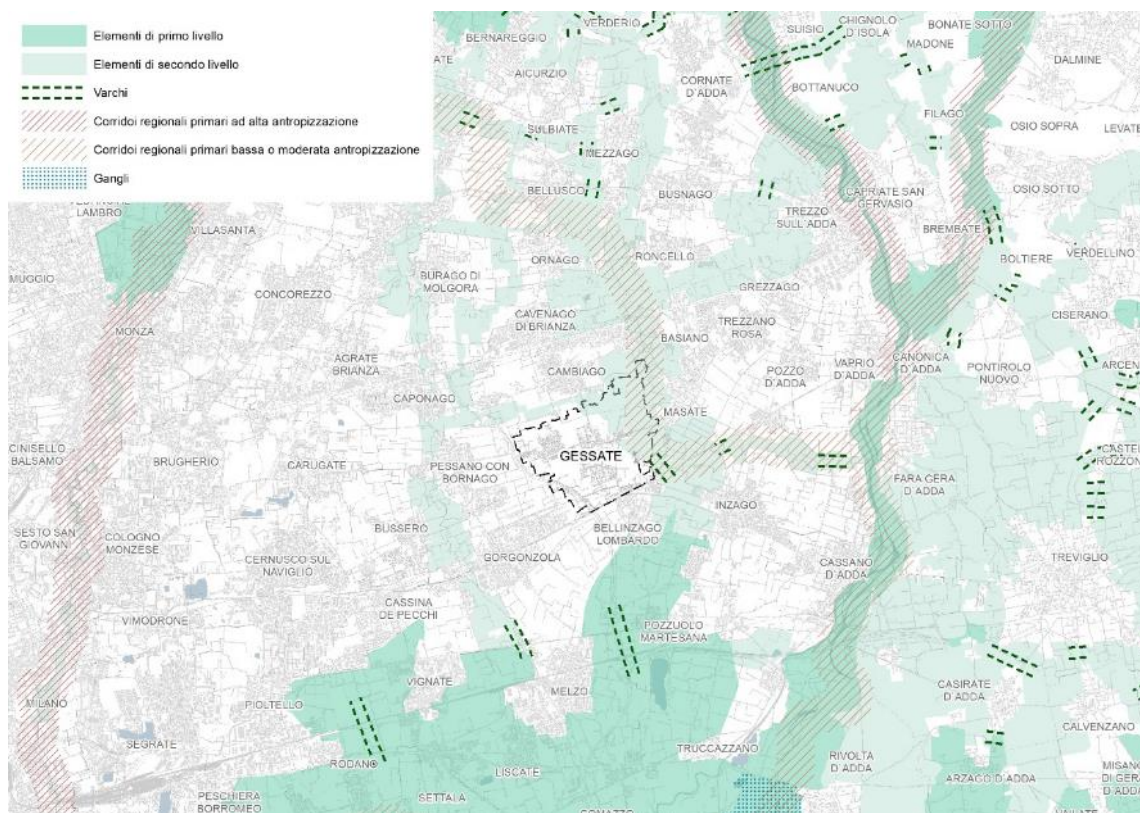 Elementi di primo livello
Elementi di secondo livello
Varchi
Corridoi regionali primari ad alta antropizzazione
Corridoi regionali primari bassa o moderata antropizzazione
Gangli
VERDERIO
BERNAREGGIO
SUISIO
CHIGNOLO
D'ISOLA
BONATE SOTTO
MADONE
DALMINE
AICURZIO
CORNATE
D'ADDA
BOTTANUCO
FILAGO
OSIO SOPRA
LEVATE
SULBIATE
MEZZAGO
BELLUSCO
BUSNAGO
CAPRIATE SAN
GERVASIO
OSIO SOTTO
TREZZO
SULL'ADDA
BREMBATE
LAMBRO
VILLASANTA
MUGGIO
ORNAGO
RONCELLO
BOLTIERE
VERDELLINO
BURAGO DI
MOLGORA
CONCOREZZO
GREZZAGO
CAVENAGO
DI BRIANZA
TREZZANO
ROSA
CISERANO
MONZA
BASIANO
AGRATE
BRIANZA
CAMBIAGO
POZZO
D'ADDA
VAPRIO
D'ADDA
CANONICA
D'ADDA
PONTIROLO
NUOVO
ARCEN
CAPONAGO
MASATE
CINISELLO
BALSAMO
BRUGHERIO
CARUGATE
PESSANO CON
BORNAGO
GESSATE
CASTEL
ROZZON
FARA GERA
D'ADDA
INZAGO
BUSSERO
BELLINZAGO
LOMBARDO
SESTO SAN
GIOVANNI
COLOGNO
MONZESE
CERNUSCO SUL
NAVIGLIO
GORGONZOLA
TREVIGLIO
CASSANO
D'ADDA
CASSINA
DE PECCHI
VIMODRONE
POZZUOLO
MARTESANA
VIGNATE
MELZO
CASIRATE
D'ADDA
MILANO
PIOLTELLO
CALVENZANO
SEGRATE
TRUCCAZZANO
RODANO
LISCATE
RIVOLTA
D'ADDA
ARZAGO D'ADDA
MISANO
DI GERA
PESCHIERA
BORROMEO
SETTALA